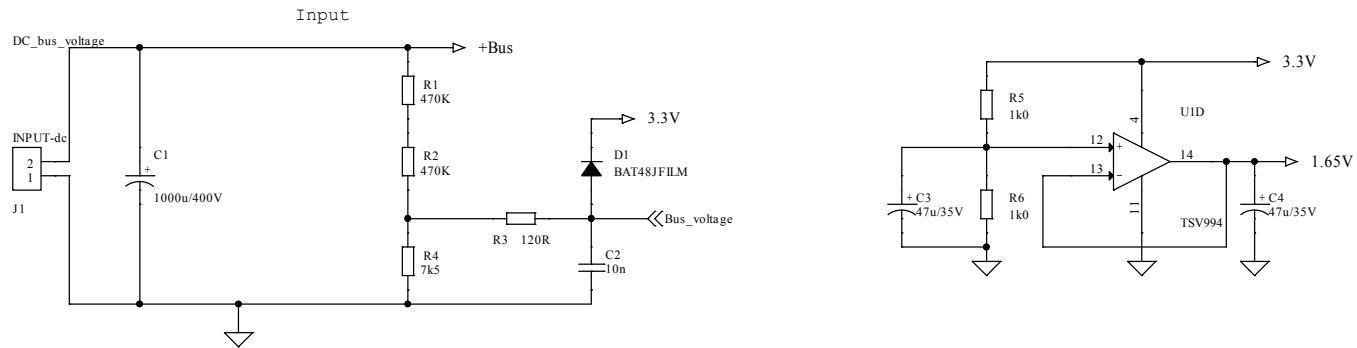 Input
DC_bus_voltage
+Bus
R1
470K
3.3V
INPUT-dc
2
1
J1
C1
+
1000u/400V
R2
470K
D1
BAT48JFILM
R3 120R
Bus_voltage
R4
7k5
C2
10n
3.3V
R5
1k0
U1D
4
12
+
14
1.65V
13
−
11
+ C3
47u/35V
R6
1k0
TSV994
+ C4
47u/35V